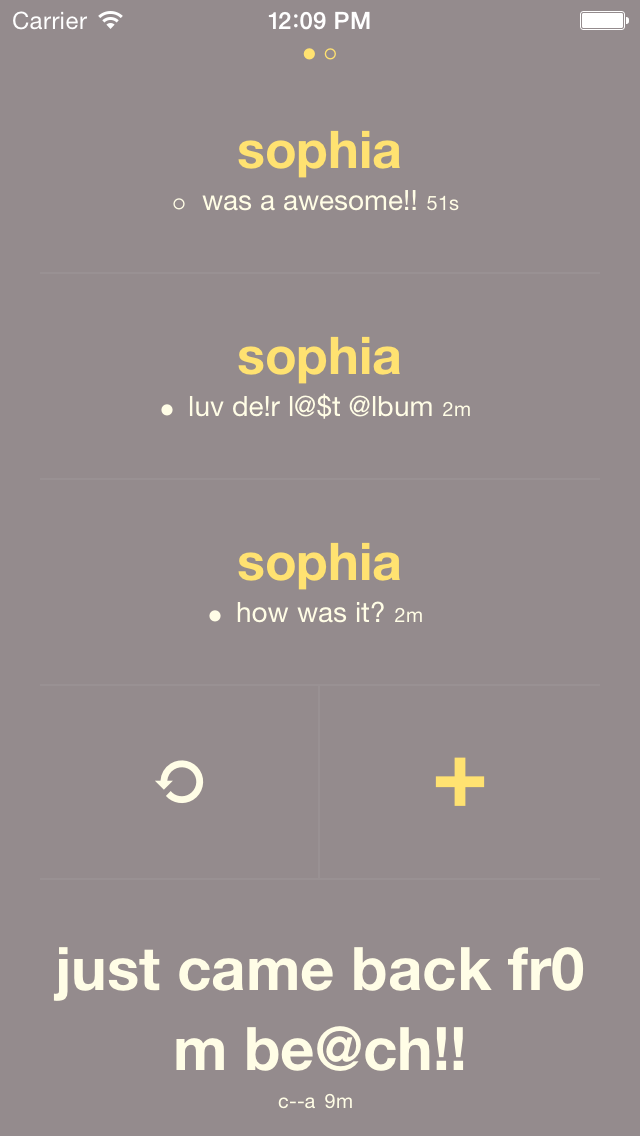 Carrier 12:09 PM
sophia
was a awesome!! 51s
sophia
luv de!r l@$t @lbum 2m
sophia
how was it? 2m
just came back fr0
m be@ch!!
c--a 9m